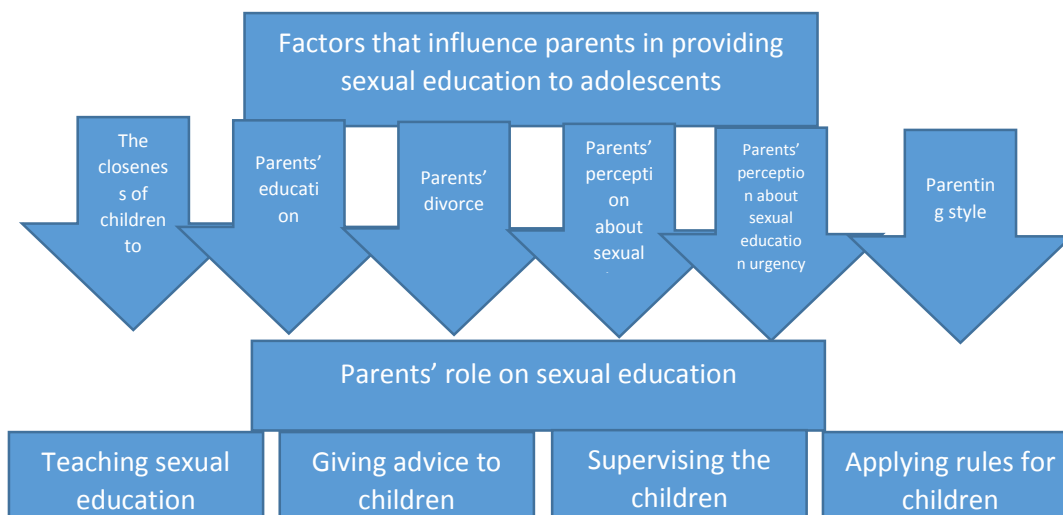 Factors that influence parents in providing
sexual education to adolescents
The
closenes
s of
children
to
Parents’
educati
on
Parents’
divorce
Parents’
percepti
on
about
sexual
Parents’
perceptio
n about
sexual
educatio
n urgency
Parentin
g style
Parents’ role on sexual education
Teaching sexual
education
Giving advice to
children
Supervising the
children
Applying rules for
children